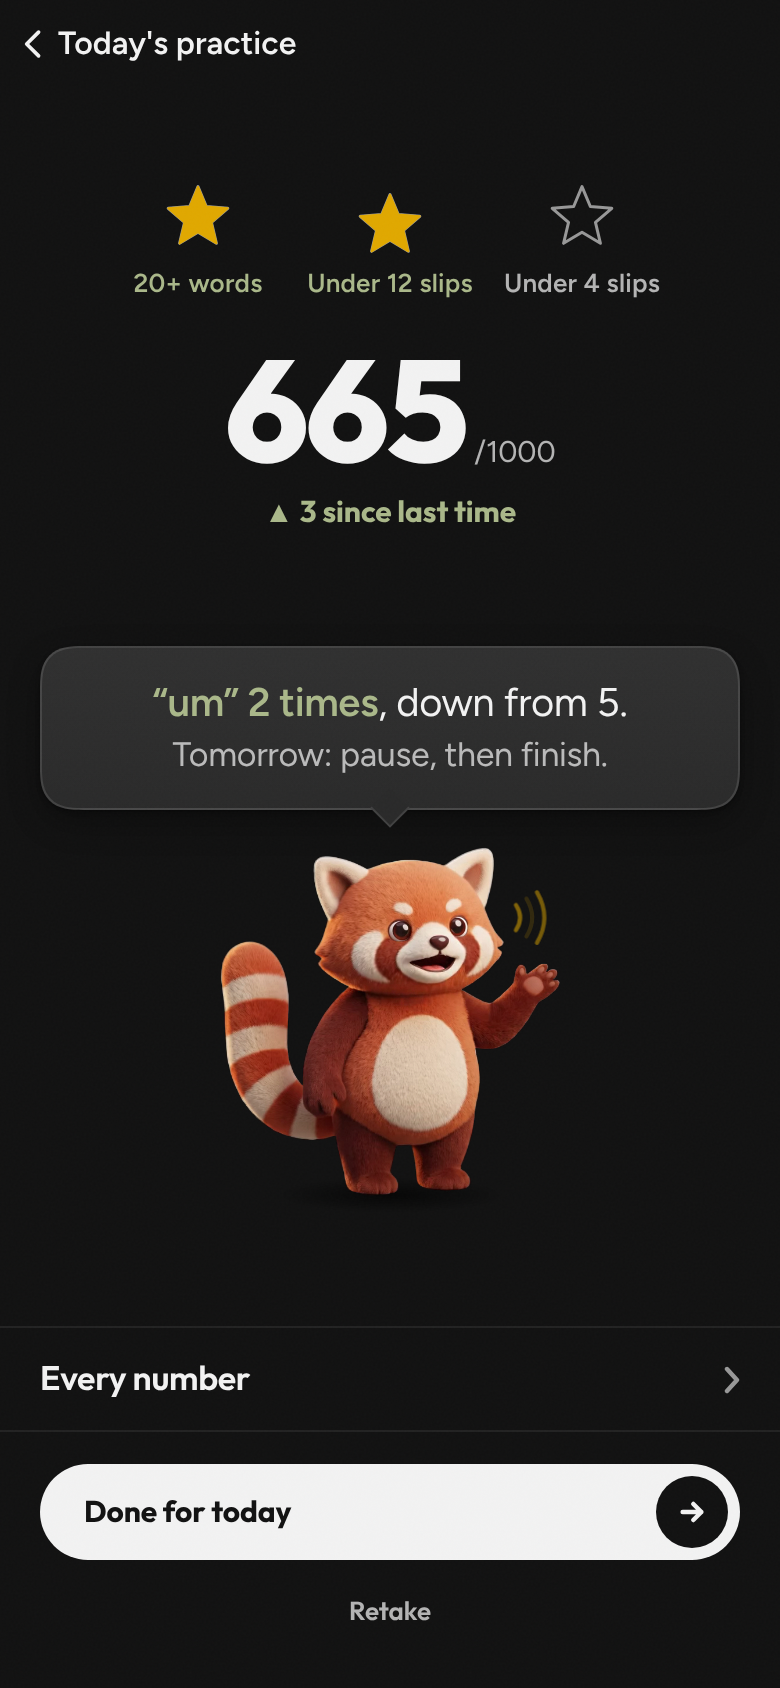 Today's practice
20+ words
Under 12 slips
Under 4 slips
665/1000
▲ 3 since last time
“um” 2 times, down from 5.
Tomorrow: pause, then finish.
Every number
Done for today
Retake